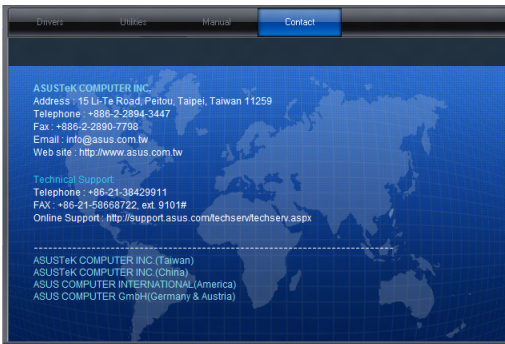 Drivers Utilities Manual Contact
ASUSTeK COMPUTER INC.
Address : 15 Li-Te Road, Peitou, Taipei, Taiwan 11259
Telephone : +886-2-2894-3447
Fax : +886-2-2890-7798
Email : info@asus.com.tw
Web site : http://www.asus.com.tw
Technical Support
Telephone : +86-21-38429911
FAX : +86-21-58668722, ext. 9101#
Online Support : http://support.asus.com/techserv/techserv.aspx
ASUSTeK COMPUTER INC.(Taiwan)
ASUSTeK COMPUTER INC.(China)
ASUS COMPUTER INTERNATIONAL(America)
ASUS COMPUTER GmbH(Germany & Austria)